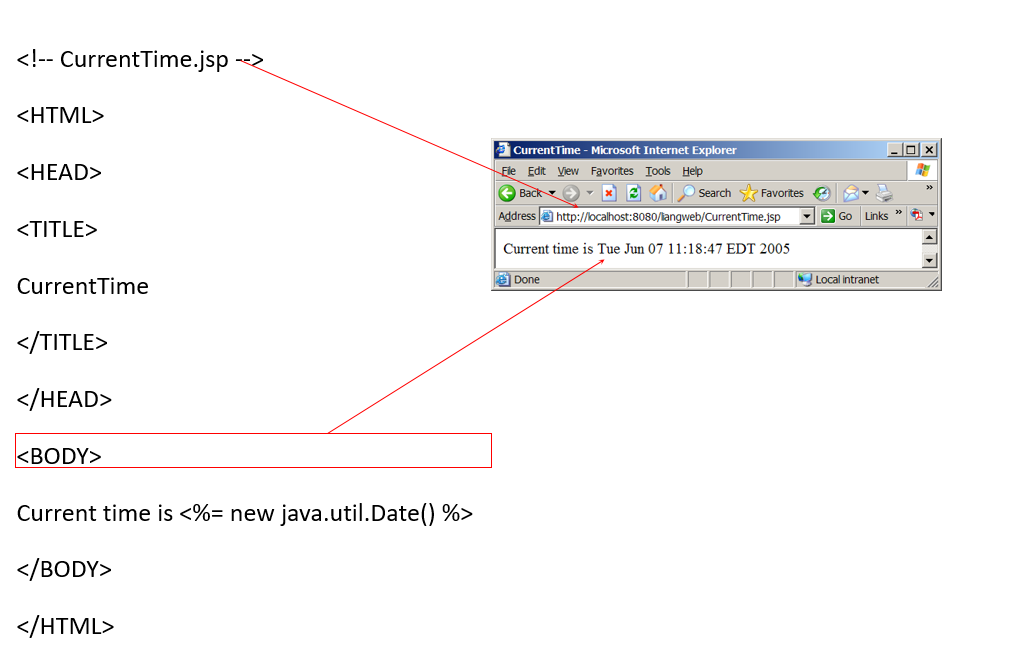 <!-- CurrentTime.jsp -->
<HTML>
<HEAD>
<TITLE>
CurrentTime
</TITLE>
</HEAD>
<BODY>
Current time is <%= new java.util.Date() %>
</BODY>
</HTML>
CurrentTime - Microsoft Internet Explorer
File Edit View Favorites Tools Help
Back Search Favorites »
Address http://localhost:8080/langweb/CurrentTime.jsp Go Links »
Current time is Tue Jun 07 11:18:47 EDT 2005
Done Local intranet